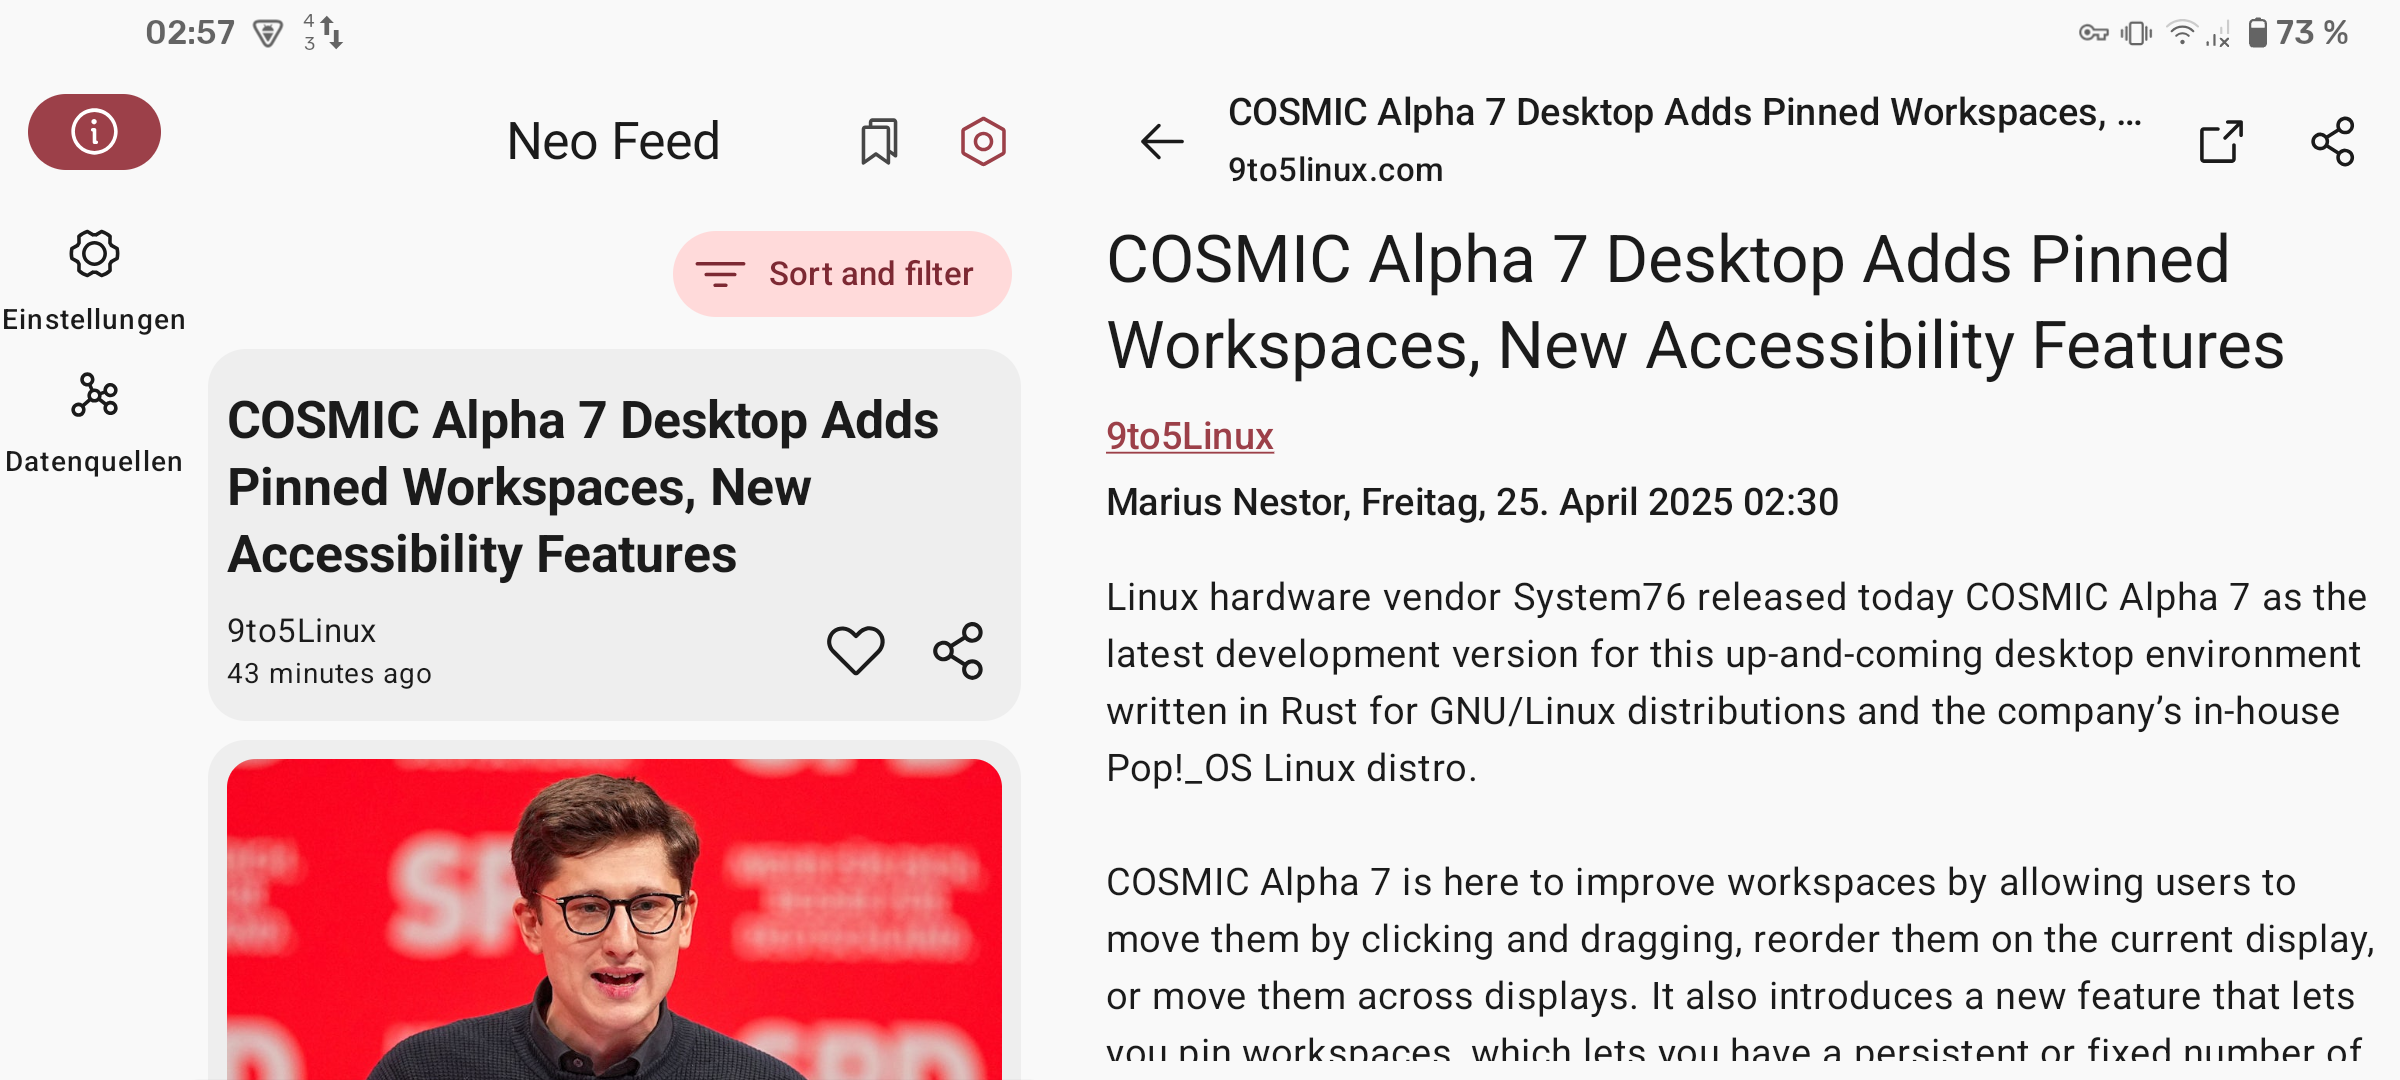 02:57
4
3
73 %
Neo Feed
Sort and filter
Einstellungen
Datenquellen
COSMIC Alpha 7 Desktop Adds
Pinned Workspaces, New
Accessibility Features
9to5Linux
43 minutes ago
SPD
COSMIC Alpha 7 Desktop Adds Pinned Workspaces, ...
9to5linux.com
COSMIC Alpha 7 Desktop Adds Pinned
Workspaces, New Accessibility Features
9to5Linux
Marius Nestor, Freitag, 25. April 2025 02:30
Linux hardware vendor System76 released today COSMIC Alpha 7 as the
latest development version for this up-and-coming desktop environment
written in Rust for GNU/Linux distributions and the company’s in-house
Pop!_OS Linux distro.
COSMIC Alpha 7 is here to improve workspaces by allowing users to
move them by clicking and dragging, reorder them on the current display,
or move them across displays. It also introduces a new feature that lets
you pin workspaces, which lets you have a persistent or fixed number of